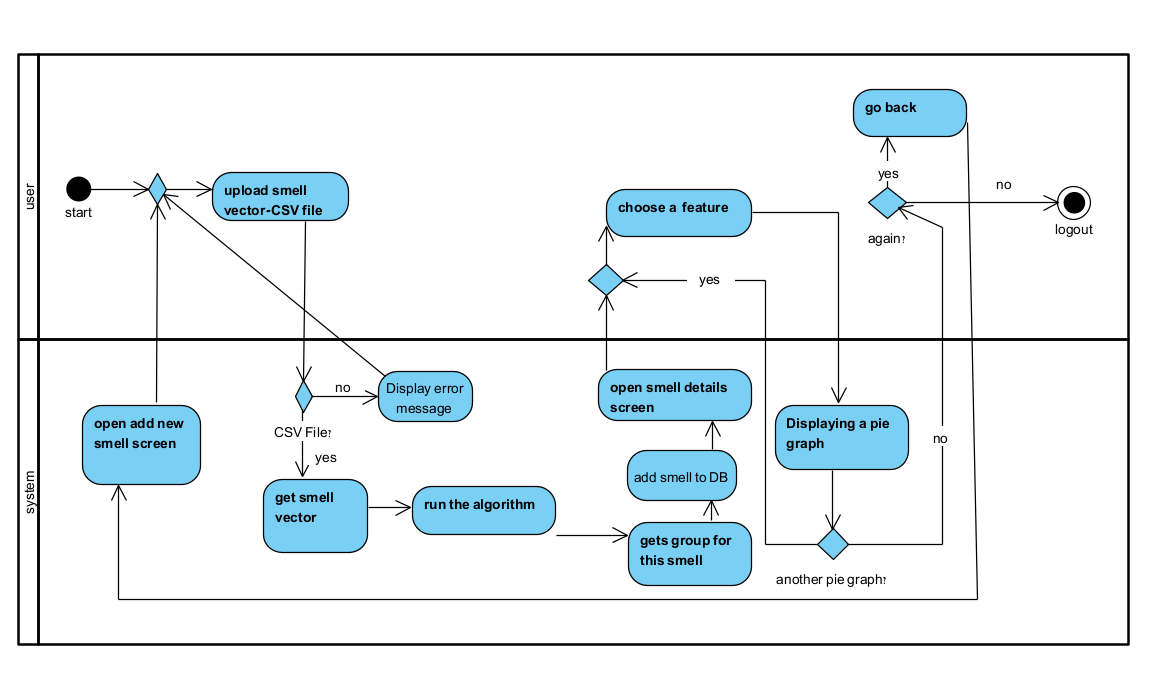 user
start
upload smell
vector-CSV file
choose a feature
go back
yes
again?
no
logout
yes
system
open add new
smell screen
no
CSV File?
yes
Display error
message
get smell
vector
run the algorithm
open smell details
screen
add smell to DB
gets group for
this smell
Displaying a pie
graph
no
another pie graph?